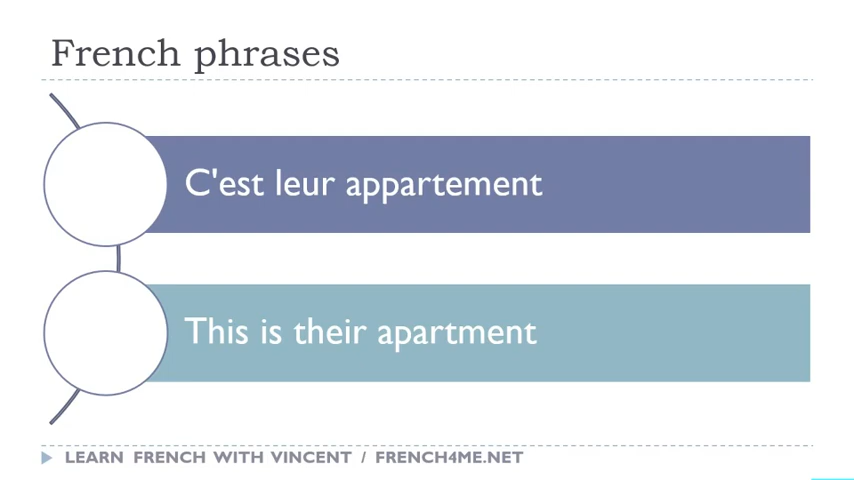 French phrases
C'est leur appartement
This is their apartment
LEARN FRENCH WITH VINCENT / FRENCH4ME.NET